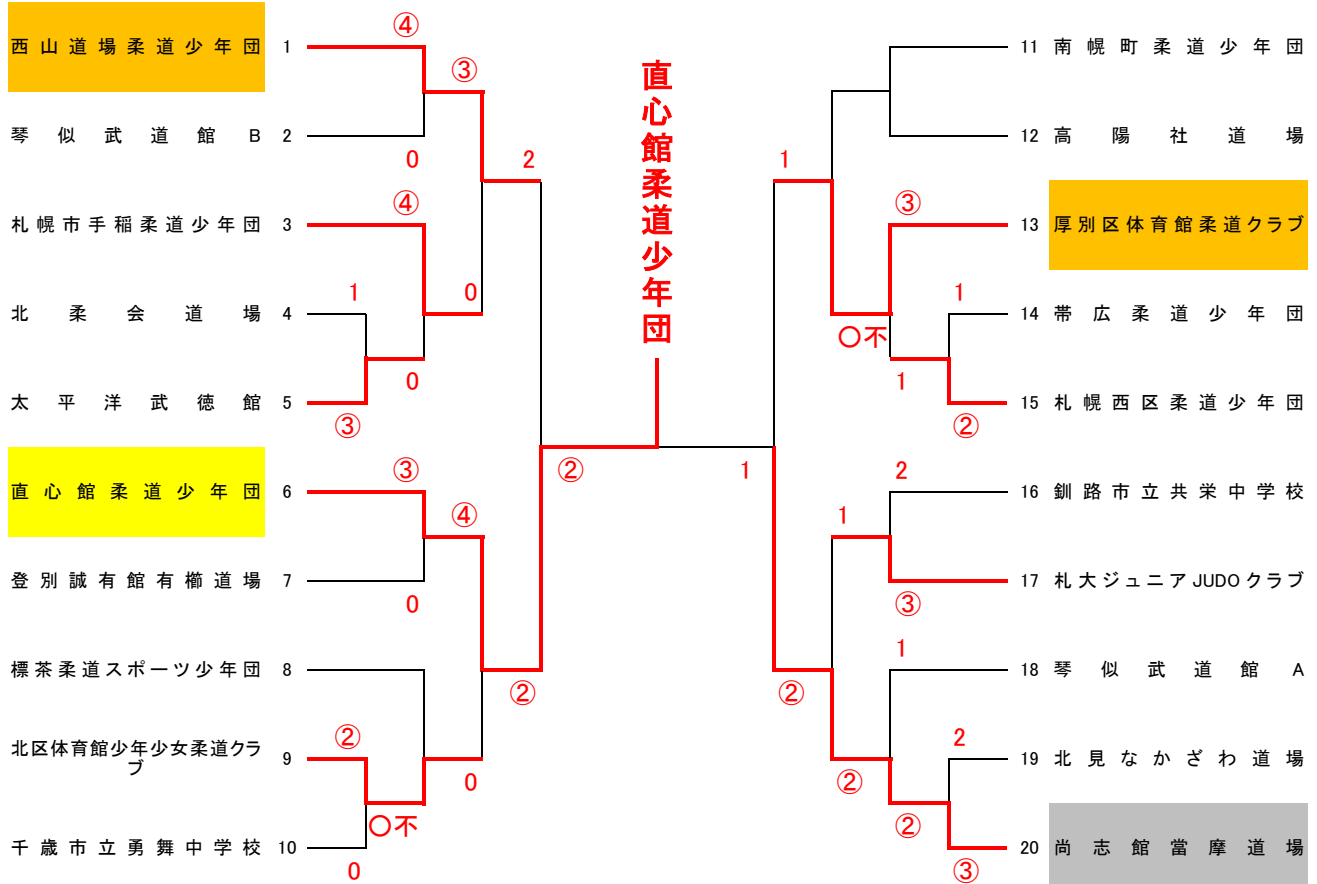 西山道場柔道少年団 1
琴似武道館B 2
札幌市手稲柔道少年団 3
北柔会道場 4
太平洋武徳館 5
直心館柔道少年団 6
登別誠有館有櫛道場 7
標茶柔道スポーツ少年団 8
北区体育館少年少女柔道クラ
ブ
9
千歳市立勇舞中学校 10
④
③
0
2
④
1
0
0
③
③
④
0
②
②
0
〇不
0
直心館柔道少年団
②
1
1
③
〇不
1
1
②
2
1
③
1
②
②
2
②
③
11 南幌町柔道少年団
12 高陽社道場
13 厚別区体育館柔道クラブ
14 帯広柔道少年団
15 札幌西区柔道少年団
16 釧路市立共栄中学校
17 札大ジュニアJUDOクラブ
18 琴似武道館A
19 北見なかざわ道場
20 尚志館當摩道場